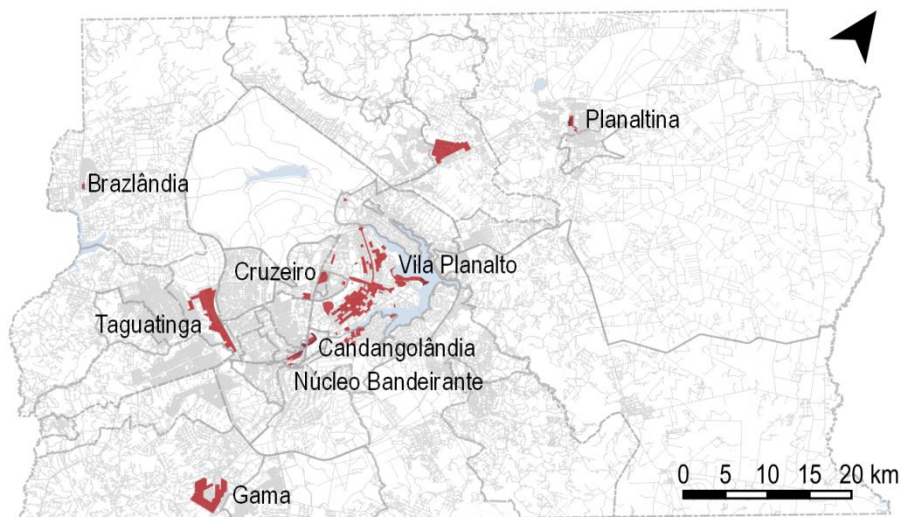 Planaltina
Brazlândia
Cruzeiro
Vila Planalto
Taguatinga
Candangolândia
Núcleo Bandeirante
Gama
0 5 10 15 20 km